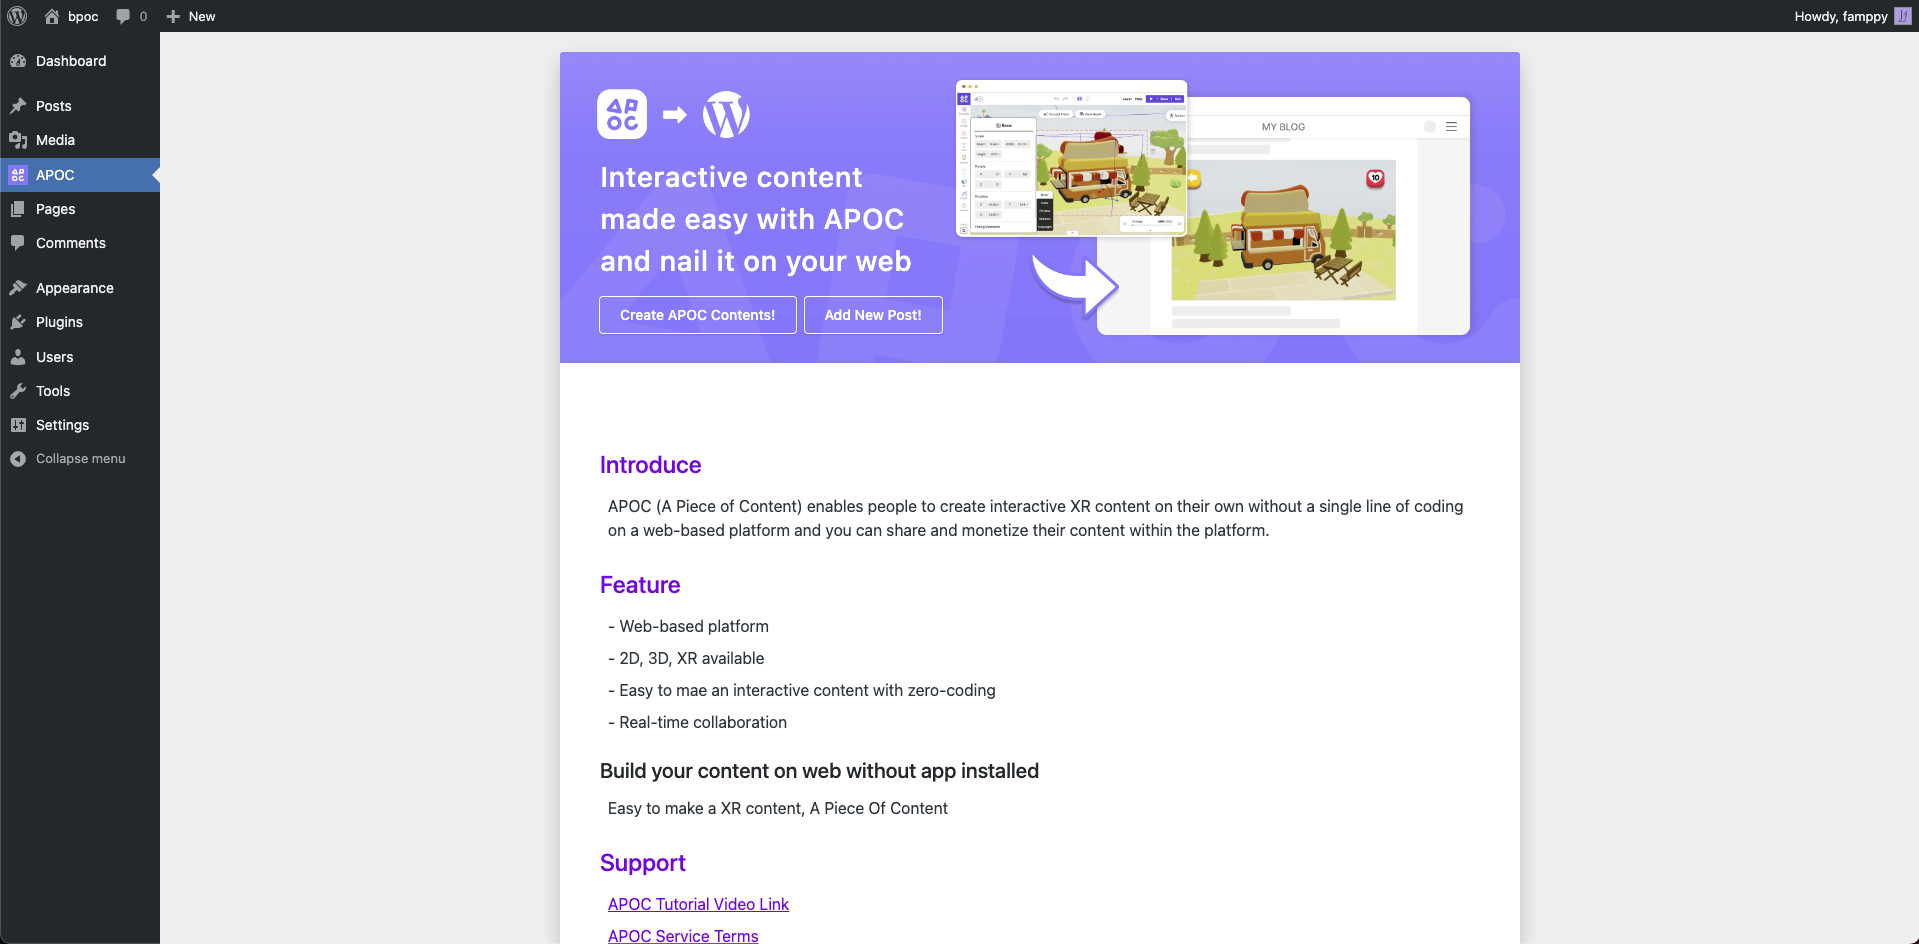 bpoc
0
New
Howdy, famppy
Dashboard
Posts
Media
APOC
Pages
Comments
Appearance
Plugins
Users
Tools
Settings
Collapse menu
APOC
Interactive content
made easy with APOC
and nail it on your web
Create APOC Contents!
Add New Post!
MY BLOG
10
Introduce
APOC (A Piece of Content) enables people to create interactive XR content on their own without a single line of coding
on a web-based platform and you can share and monetize their content within the platform.
Feature
- Web-based platform
- 2D, 3D, XR available
- Easy to mae an interactive content with zero-coding
- Real-time collaboration
Build your content on web without app installed
Easy to make a XR content, A Piece Of Content
Support
APOC Tutorial Video Link
APOC Service Terms